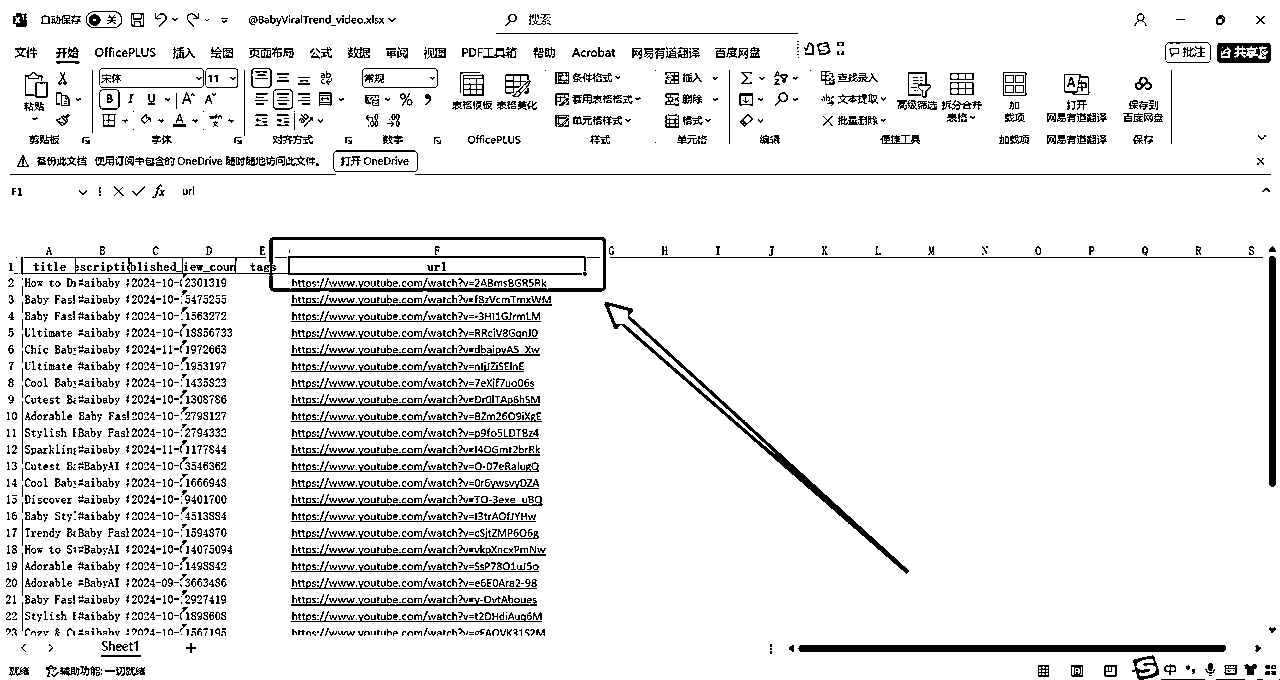 自动保存 关 @BabyViralTrend_video.xlsx 搜索
文件 开始 OfficePLUS 插入 绘图 页面布局 公式 数据 审阅 视图 PDF工具箱 帮助 Acrobat 网易有道翻译 百度网盘 批注 共享
宋体 11 常规 条件格式 插入 查找录入
粘贴 B I U 表格模板 表格美化 套用表格格式 删除 文本提取 高级筛选 拆分合并表格 加载项 打开网易有道翻译 保存到百度网盘
单元格样式 格式 批量删除
剪贴板 字体 对齐方式 数字 OfficePLUS 样式 单元格 编辑 便捷工具 加载项 网易有道翻译 保存
备份此文档 使用订阅中包含的 OneDrive 随时随地访问此文件。 打开 OneDrive
F1 fx url
A B C D E F G H I J K L M N O P Q R S
1 title escripti blished_ iew_coun tags url
2 How to D #aibaby 2024-10- 2301319 https://www.youtube.com/watch?v=2ABmsBGR5Rk
3 Baby Fas #aibaby 2024-10- 5475255 https://www.youtube.com/watch?v=f8zVcmTmxWM
4 Baby Fas #aibaby 2024-10- 1563272 https://www.youtube.com/watch?v=-3HI1GJrmLM
5 Ultimate #aibaby 2024-10- 18856733 https://www.youtube.com/watch?v=RRciV8GqnJ0
6 Chic Bab #aibaby 2024-11- 1972663 https://www.youtube.com/watch?v=dbaipyA5_Xw
7 Ultimate #aibaby 2024-10- 1953197 https://www.youtube.com/watch?v=nIjJZiSElnE
8 Cool Bab #aibaby 2024-10- 1435823 https://www.youtube.com/watch?v=7eXjf7uo06s
9 Cutest Ba #aibaby 2024-10- 1308786 https://www.youtube.com/watch?v=Dr0lTAp6hSM
10 Adorable Baby Fas 2024-10- 2798127 https://www.youtube.com/watch?v=BZm26O9iXgE
11 Stylish Baby Fas 2024-10- 2794332 https://www.youtube.com/watch?v=p9fo5LDT8z4
12 Sparklin #aibaby 2024-11- 1177844 https://www.youtube.com/watch?v=I4OGmt2brRk
13 Cutest Ba #BabyAI 2024-10- 3546362 https://www.youtube.com/watch?v=O-07eRalugQ
14 Cool Bab #aibaby 2024-10- 1666948 https://www.youtube.com/watch?v=0r6ywsvyDZA
15 Discover #aibaby 2024-10- 9401700 https://www.youtube.com/watch?v=TO-3exe_uBQ
16 Baby Sty #aibaby 2024-10- 4513884 https://www.youtube.com/watch?v=I3trAOfJYHw
17 Trendy Ba Baby Fas 2024-10- 1594870 https://www.youtube.com/watch?v=cSjtZMP6O6g
18 How to S #BabyAI 2024-10- 14075094 https://www.youtube.com/watch?v=vkpXncxPmNw
19 Adorable #aibaby 2024-10- 1498842 https://www.youtube.com/watch?v=SsP78O1uJ5o
20 Adorable #BabyAI 2024-09- 3663486 https://www.youtube.com/watch?v=e6E0Ara2-98
21 Baby Fas #aibaby 2024-10- 2927419 https://www.youtube.com/watch?v=y-OvtAhoues
22 Stylish #aibaby 2024-10- 1898608 https://www.youtube.com/watch?v=t2DHdiAuq6M
23 Cozy & C #aibaby 2024-10- 1567195 https://www.youtube.com/watch?v=gEAOVK31S2M
Sheet1
就绪 辅助功能: 一切就绪 中